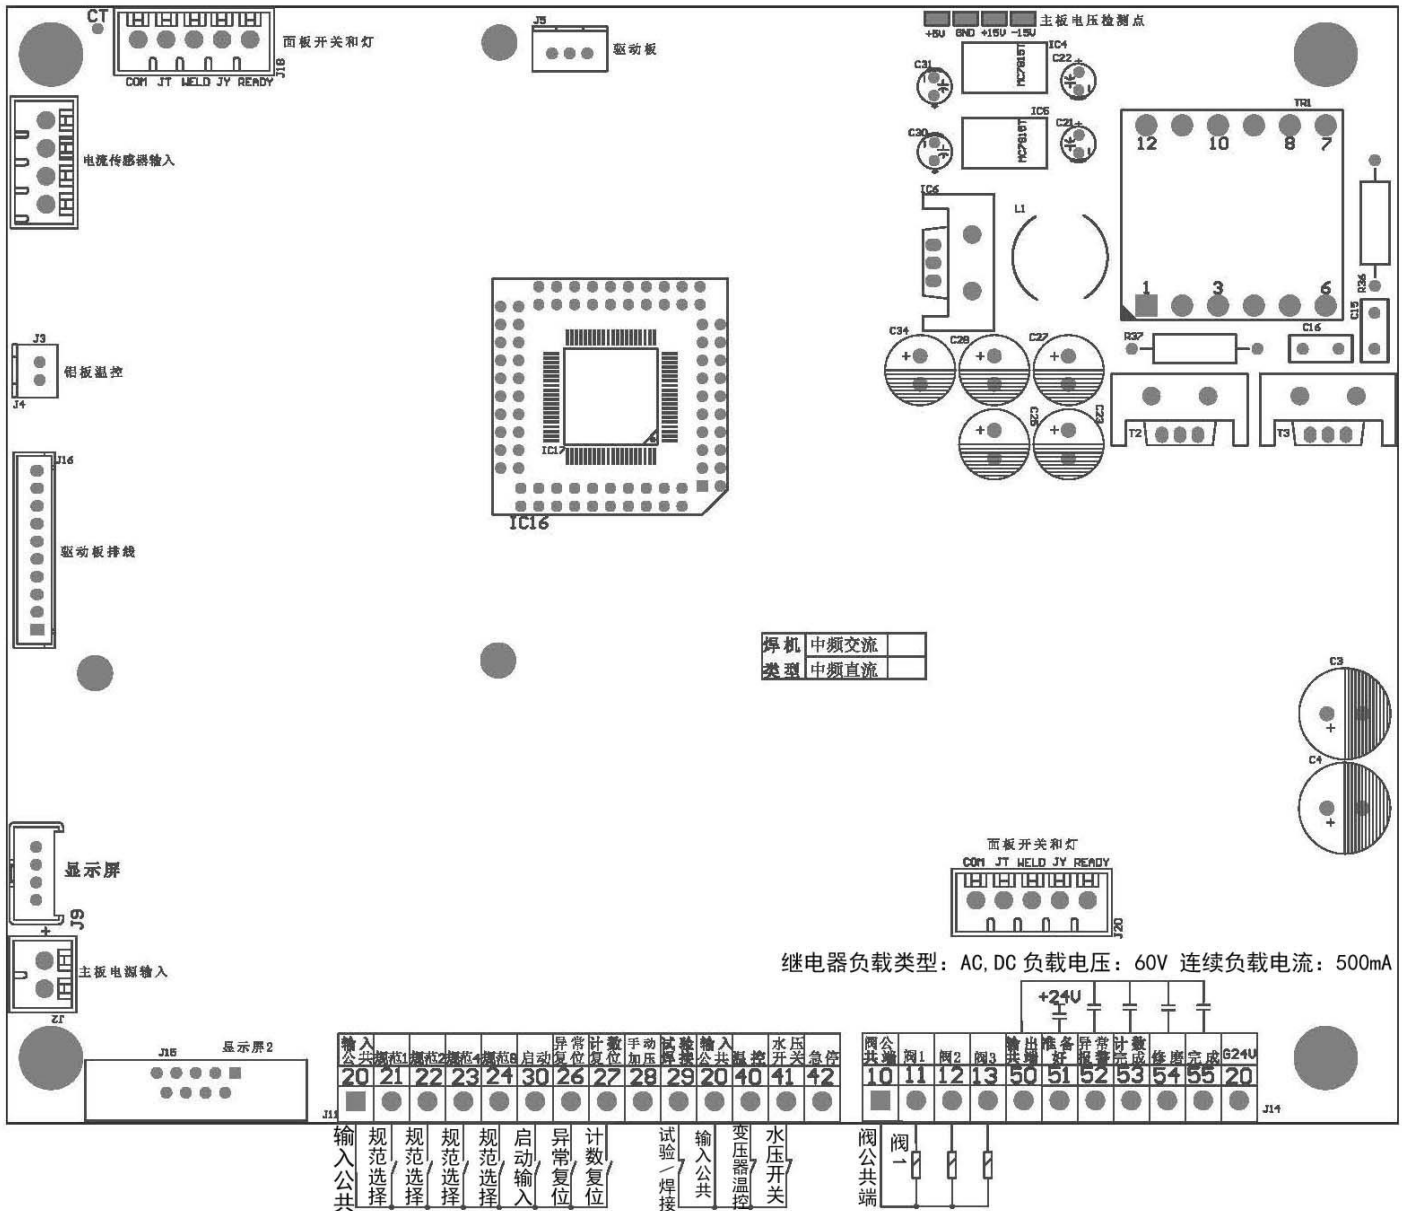 CT
面板开关和灯
COM JT WELD JY READY
J18
J5
驱动板
+5V GND +15V -15V
主板电压检测点
IC4
MC7815T
C31
C22
IC5
MC7915T
C30
C21
TR1
12 10 8 7
1 3 6
R36
C15
电流传感器输入
IC6
L1
J3
铝板温控
J4
C34
C28
C27
R37
C16
C25
C23
T2
T3
IC17
IC16
J16
驱动板排线
焊机 中频交流
类型 中频直流
C3
C4
显示屏
J9
面板开关和灯
COM JT WELD JY READY
J20
+
主板电源输入
J2
继电器负载类型：AC,DC 负载电压：60V 连续负载电流：500mA
+24V
J15
显示屏2
输入公共 规范1 规范2 规范4 规范8 启动 异常复位 计数复位 手动加压 试验焊接 输入公共 温控 水压开关 急停
20 21 22 23 24 30 26 27 28 29 20 40 41 42
J11
阀公共端 阀1 阀2 阀3 输出共端 准备好 异常报警 计数完成 修磨 完成 G24V
10 11 12 13 50 51 52 53 54 55 20
J14
输入公共
规范选择
规范选择
规范选择
规范选择
启动输入
异常复位
计数复位
试验/焊接
输入公共
变压器温控
水压开关
阀公共端
阀1